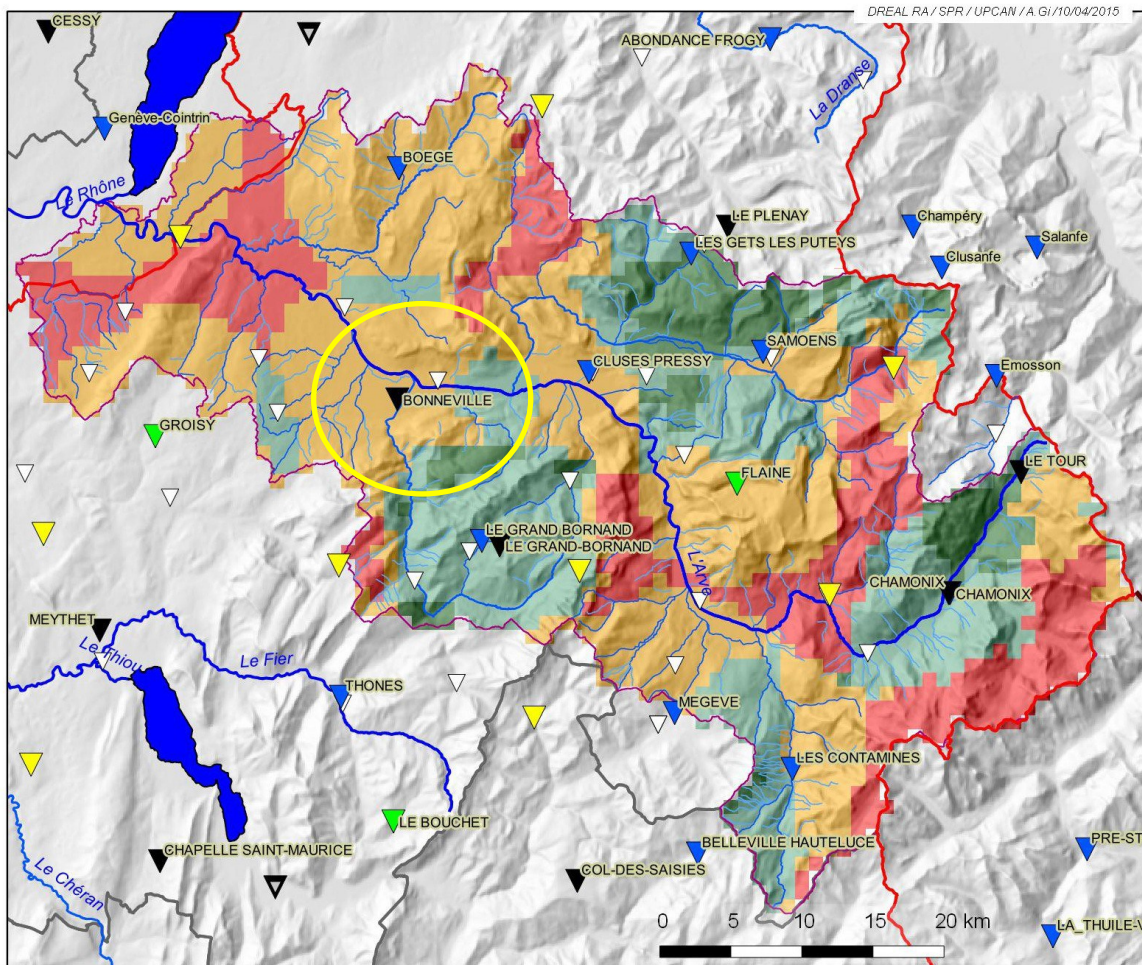 DREAL RA / SPR / UPCAN / A.Gi /10/04/2015
CESSY
ABONDANCE FROGY
La Dranse
Genève-Cointrin
BOEGE
Le Rhône
LE PLENAY
Champéry
Salanfe
LES GETS LES PUTEYS
Clusanfe
SAMOENS
CLUSES PRESSY
Emosson
BONNEVILLE
GROISY
LE TOUR
FLAINE
LE GRAND BORNAND
LE GRAND-BORNAND
L'Arve
CHAMONIX
CHAMONIX
MEYTHET
Le Thiou
Le Fier
THONES
MEGEVE
LES CONTAMINES
LE BOUCHET
BELLEVILLE HAUTELUCE
PRE-ST
CHAPELLE SAINT-MAURICE
COL-DES-SAISIES
Le Chéran
0 5 10 15 20 km
LA_THUILE-V